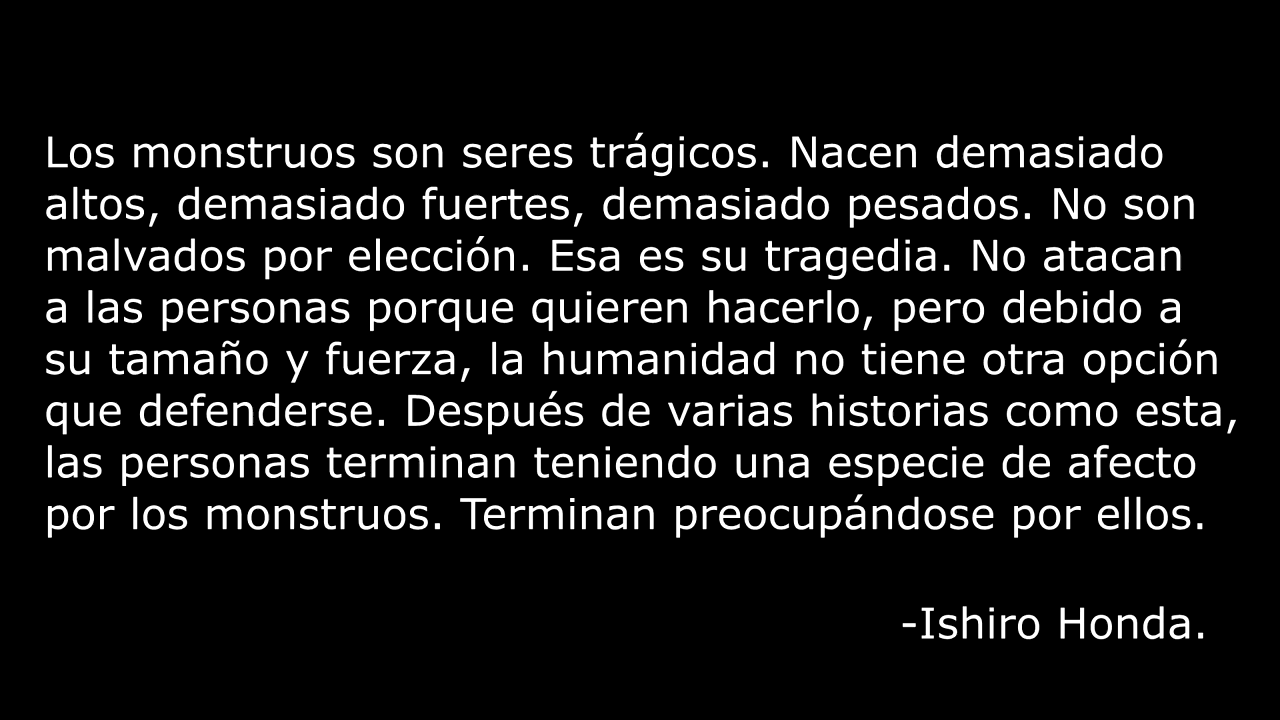 Los monstruos son seres trágicos. Nacen demasiado
altos, demasiado fuertes, demasiado pesados. No son
malvados por elección. Esa es su tragedia. No atacan
a las personas porque quieren hacerlo, pero debido a
su tamaño y fuerza, la humanidad no tiene otra opción
que defenderse. Después de varias historias como esta,
las personas terminan teniendo una especie de afecto
por los monstruos. Terminan preocupándose por ellos.
-Ishiro Honda.